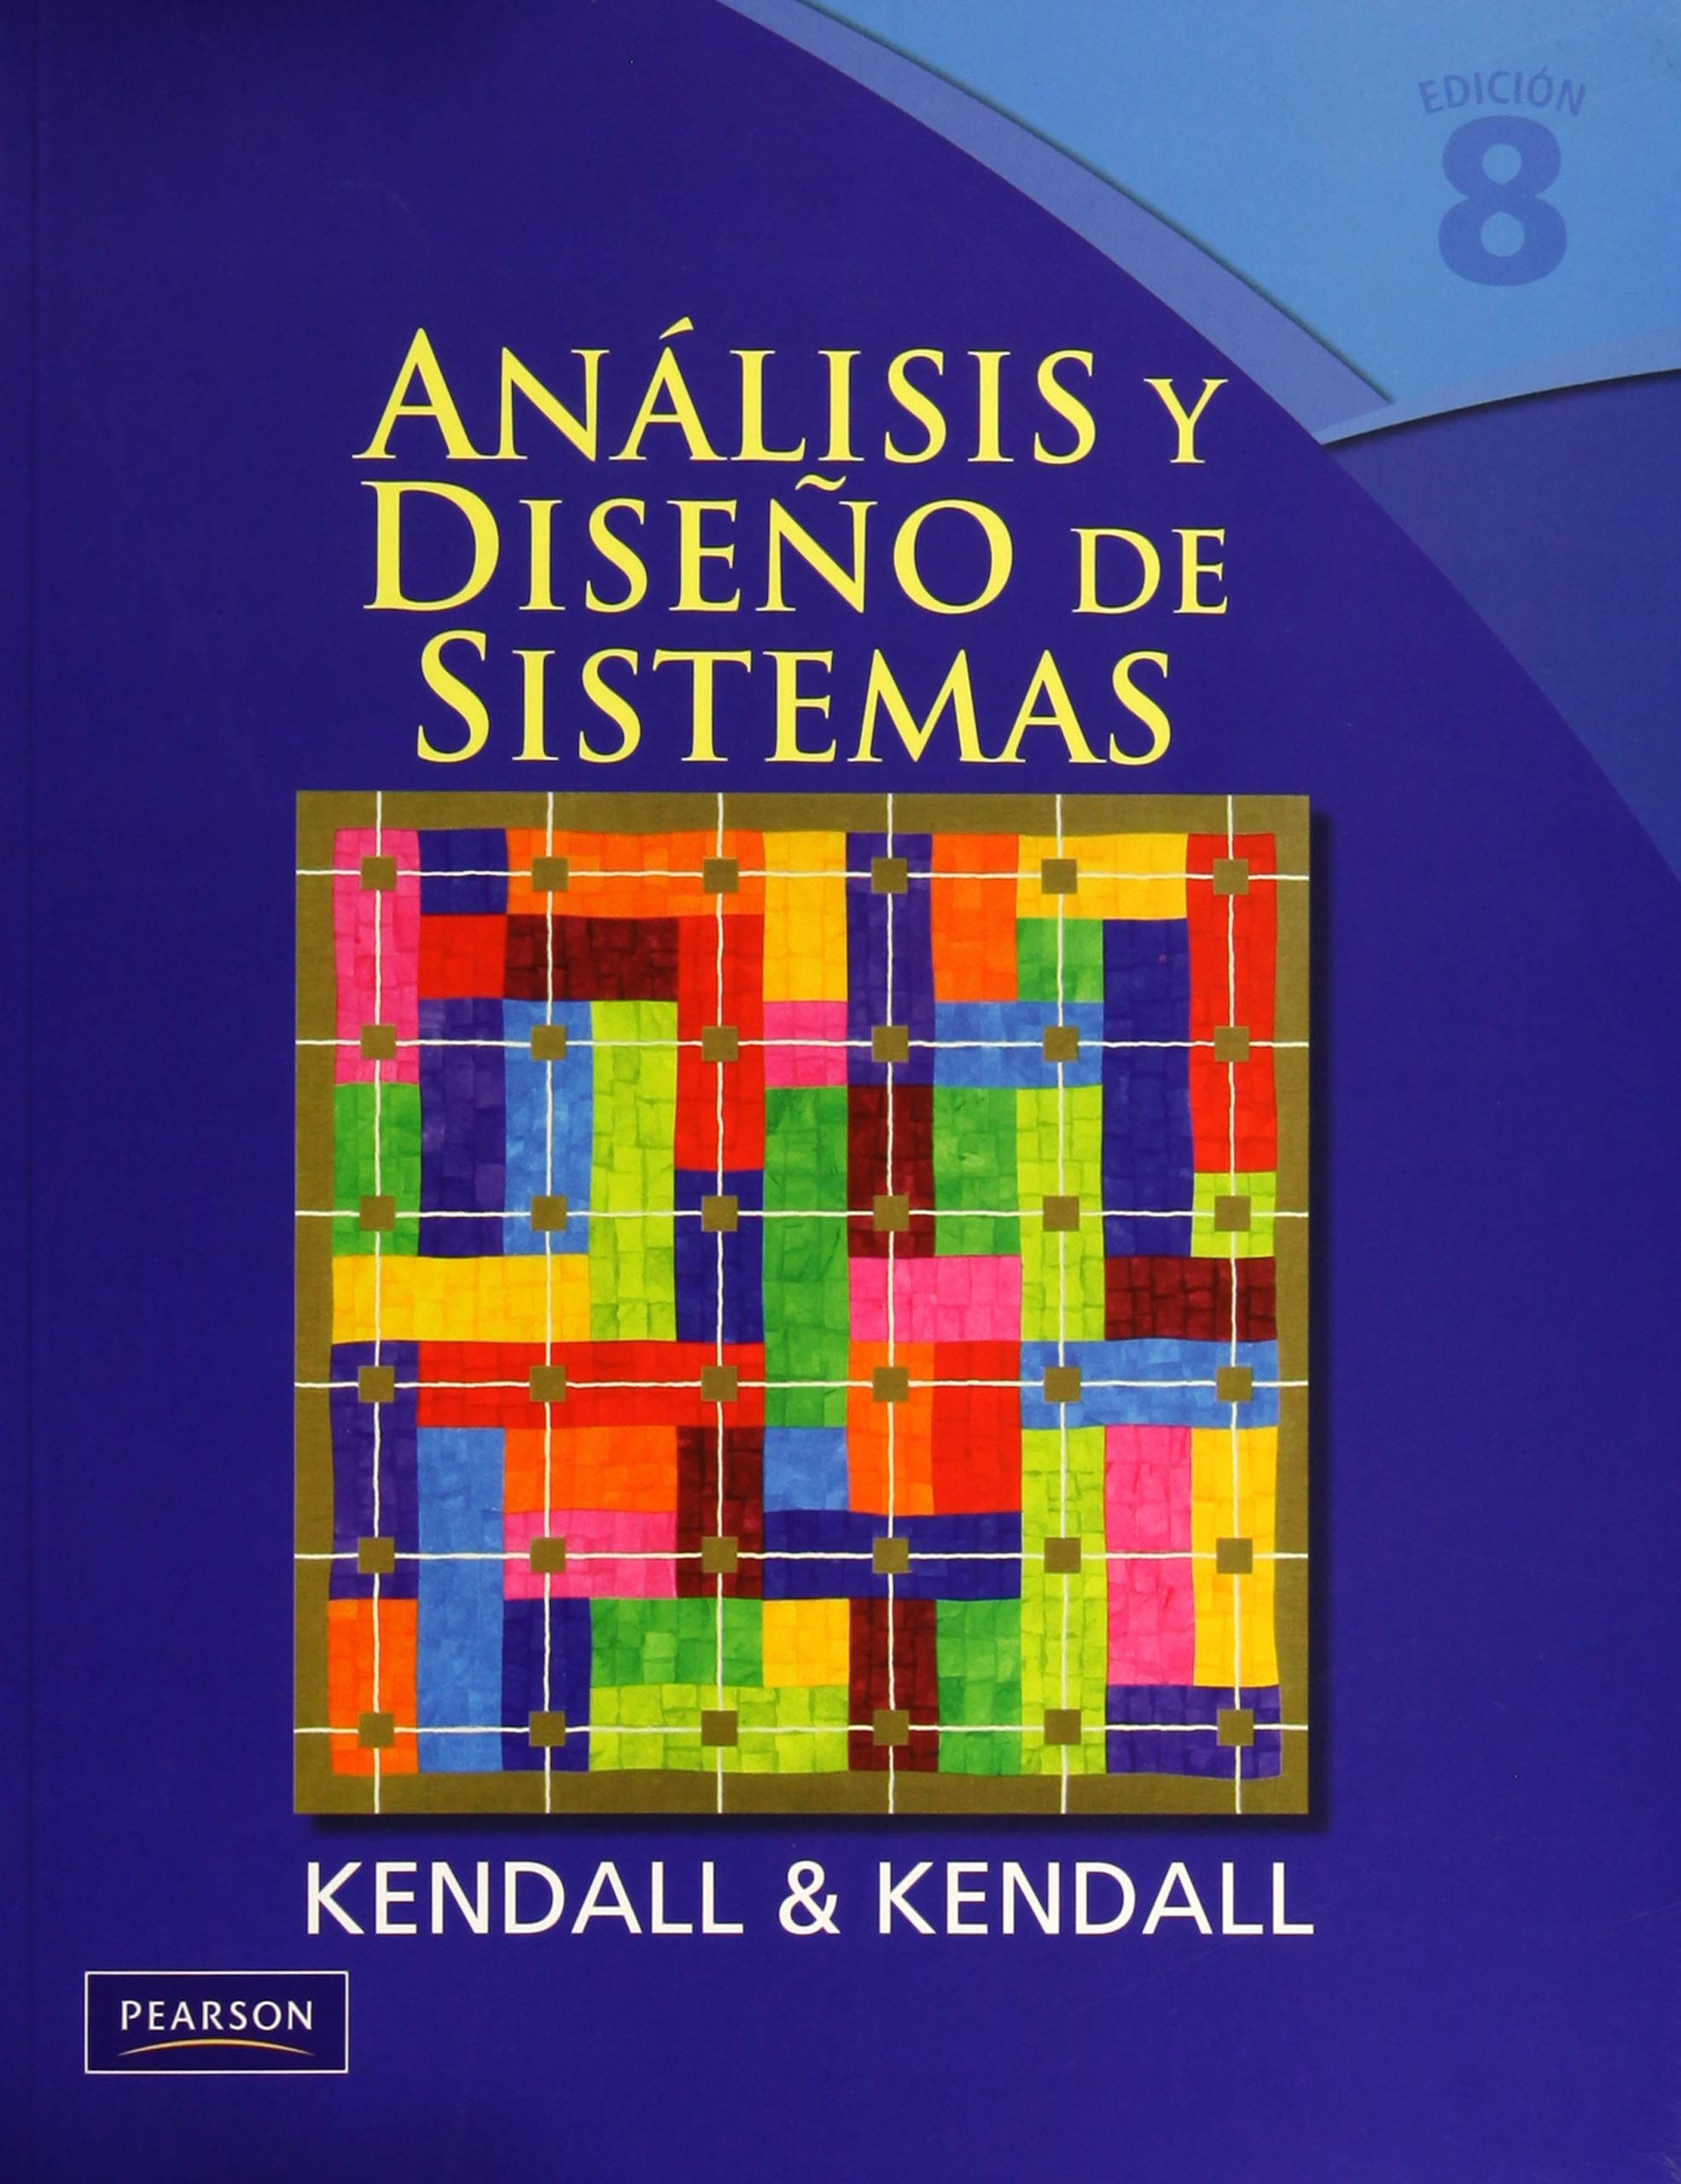 EDICIÓN
8
ANÁLISIS Y
DISEÑO DE
SISTEMAS
KENDALL & KENDALL
PEARSON